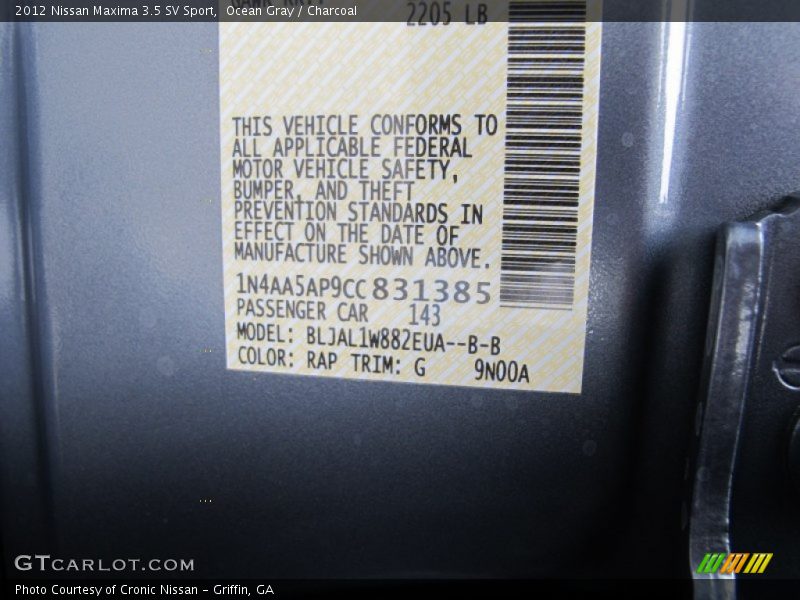 2012 Nissan Maxima 3.5 SV Sport,  Ocean Gray / Charcoal
2205 LB
THIS VEHICLE CONFORMS TO
ALL APPLICABLE FEDERAL
MOTOR VEHICLE SAFETY,
BUMPER, AND THEFT
PREVENTION STANDARDS IN
EFFECT ON THE DATE OF
MANUFACTURE SHOWN ABOVE.
1N4AA5AP9CC831385
PASSENGER CAR 143
MODEL: BLJAL1W882EUA--B-B
COLOR: RAP TRIM: G 9N00A
GTCARLOT.COM
Photo Courtesy of Cronic Nissan – Griffin, GA